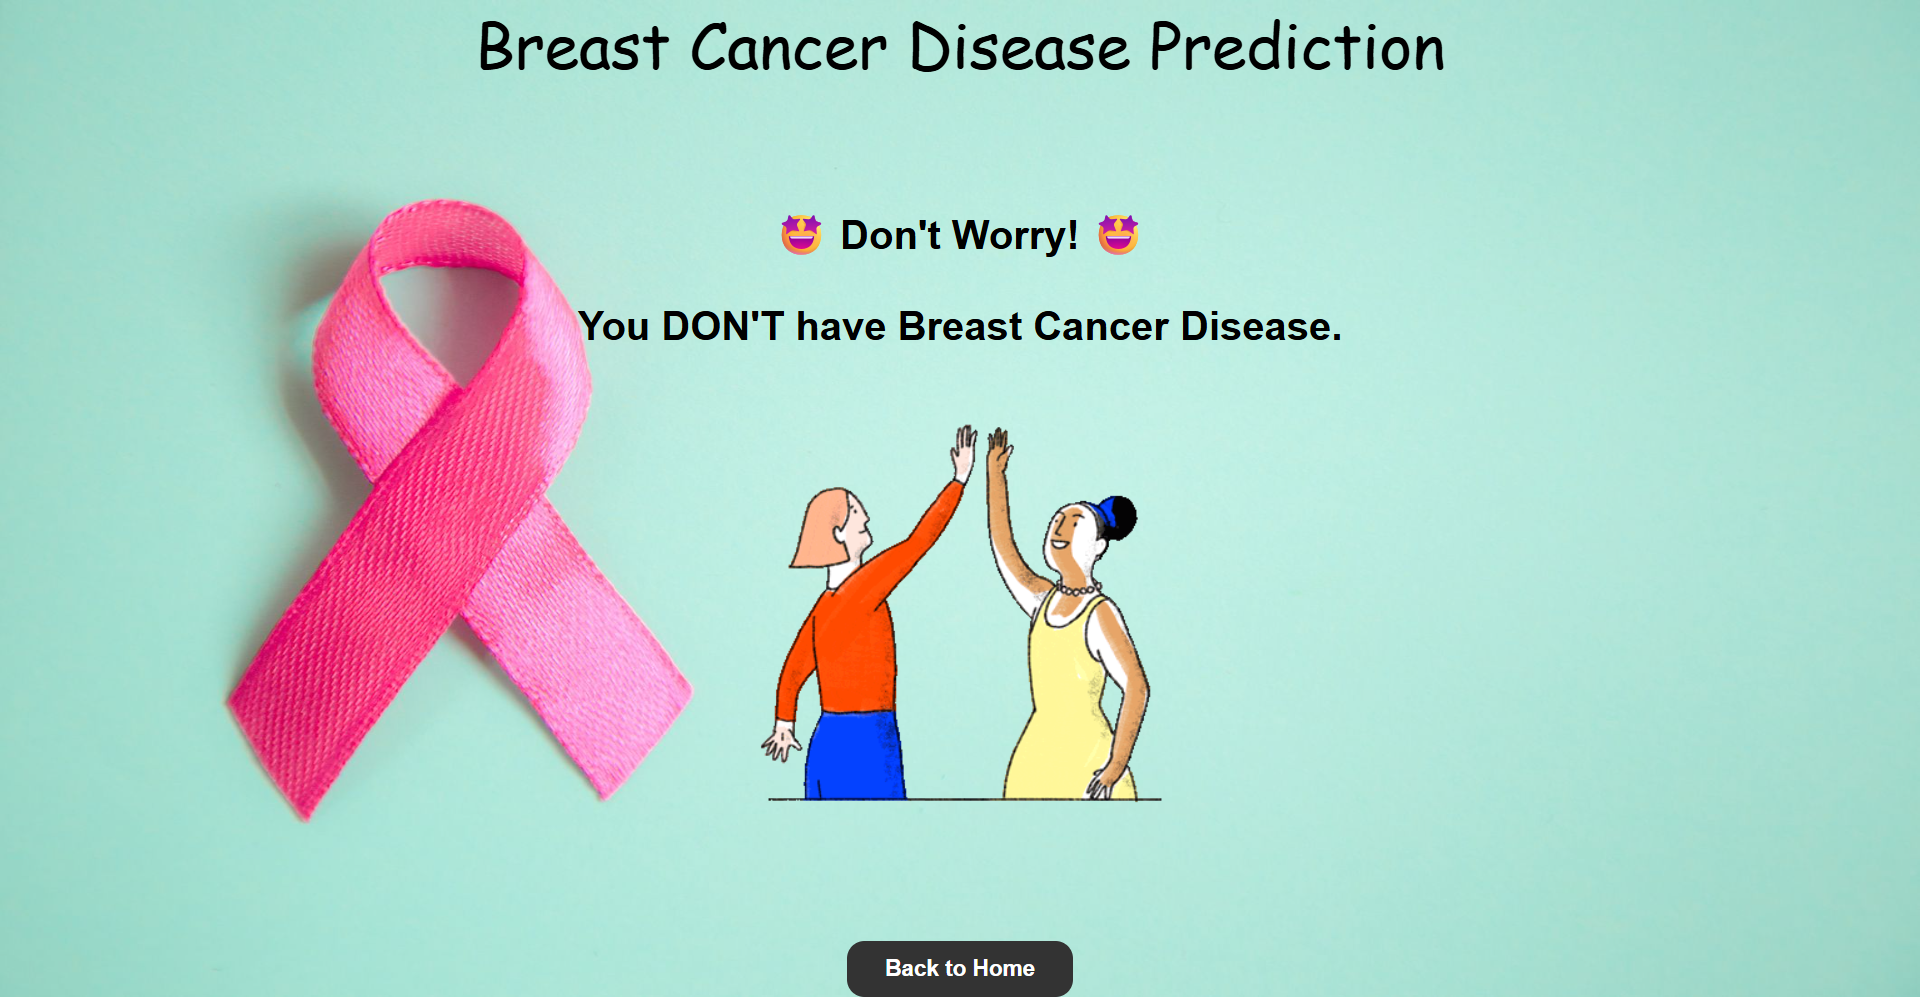 Breast Cancer Disease Prediction
🤩 Don't Worry! 🤩
You DON'T have Breast Cancer Disease.
Back to Home